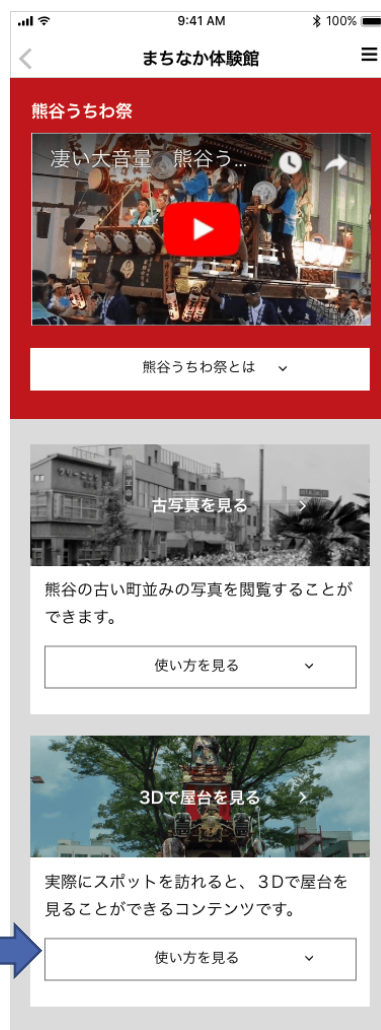 9:41 AM
100%
まちなか体験館
熊谷うちわ祭
凄い大音量　熊谷う...
熊谷うちわ祭とは
古写真を見る
熊谷の古い町並みの写真を閲覧することが
できます。
使い方を見る
3Dで屋台を見る
実際にスポットを訪れると、３Dで屋台を
見ることができるコンテンツです。
使い方を見る